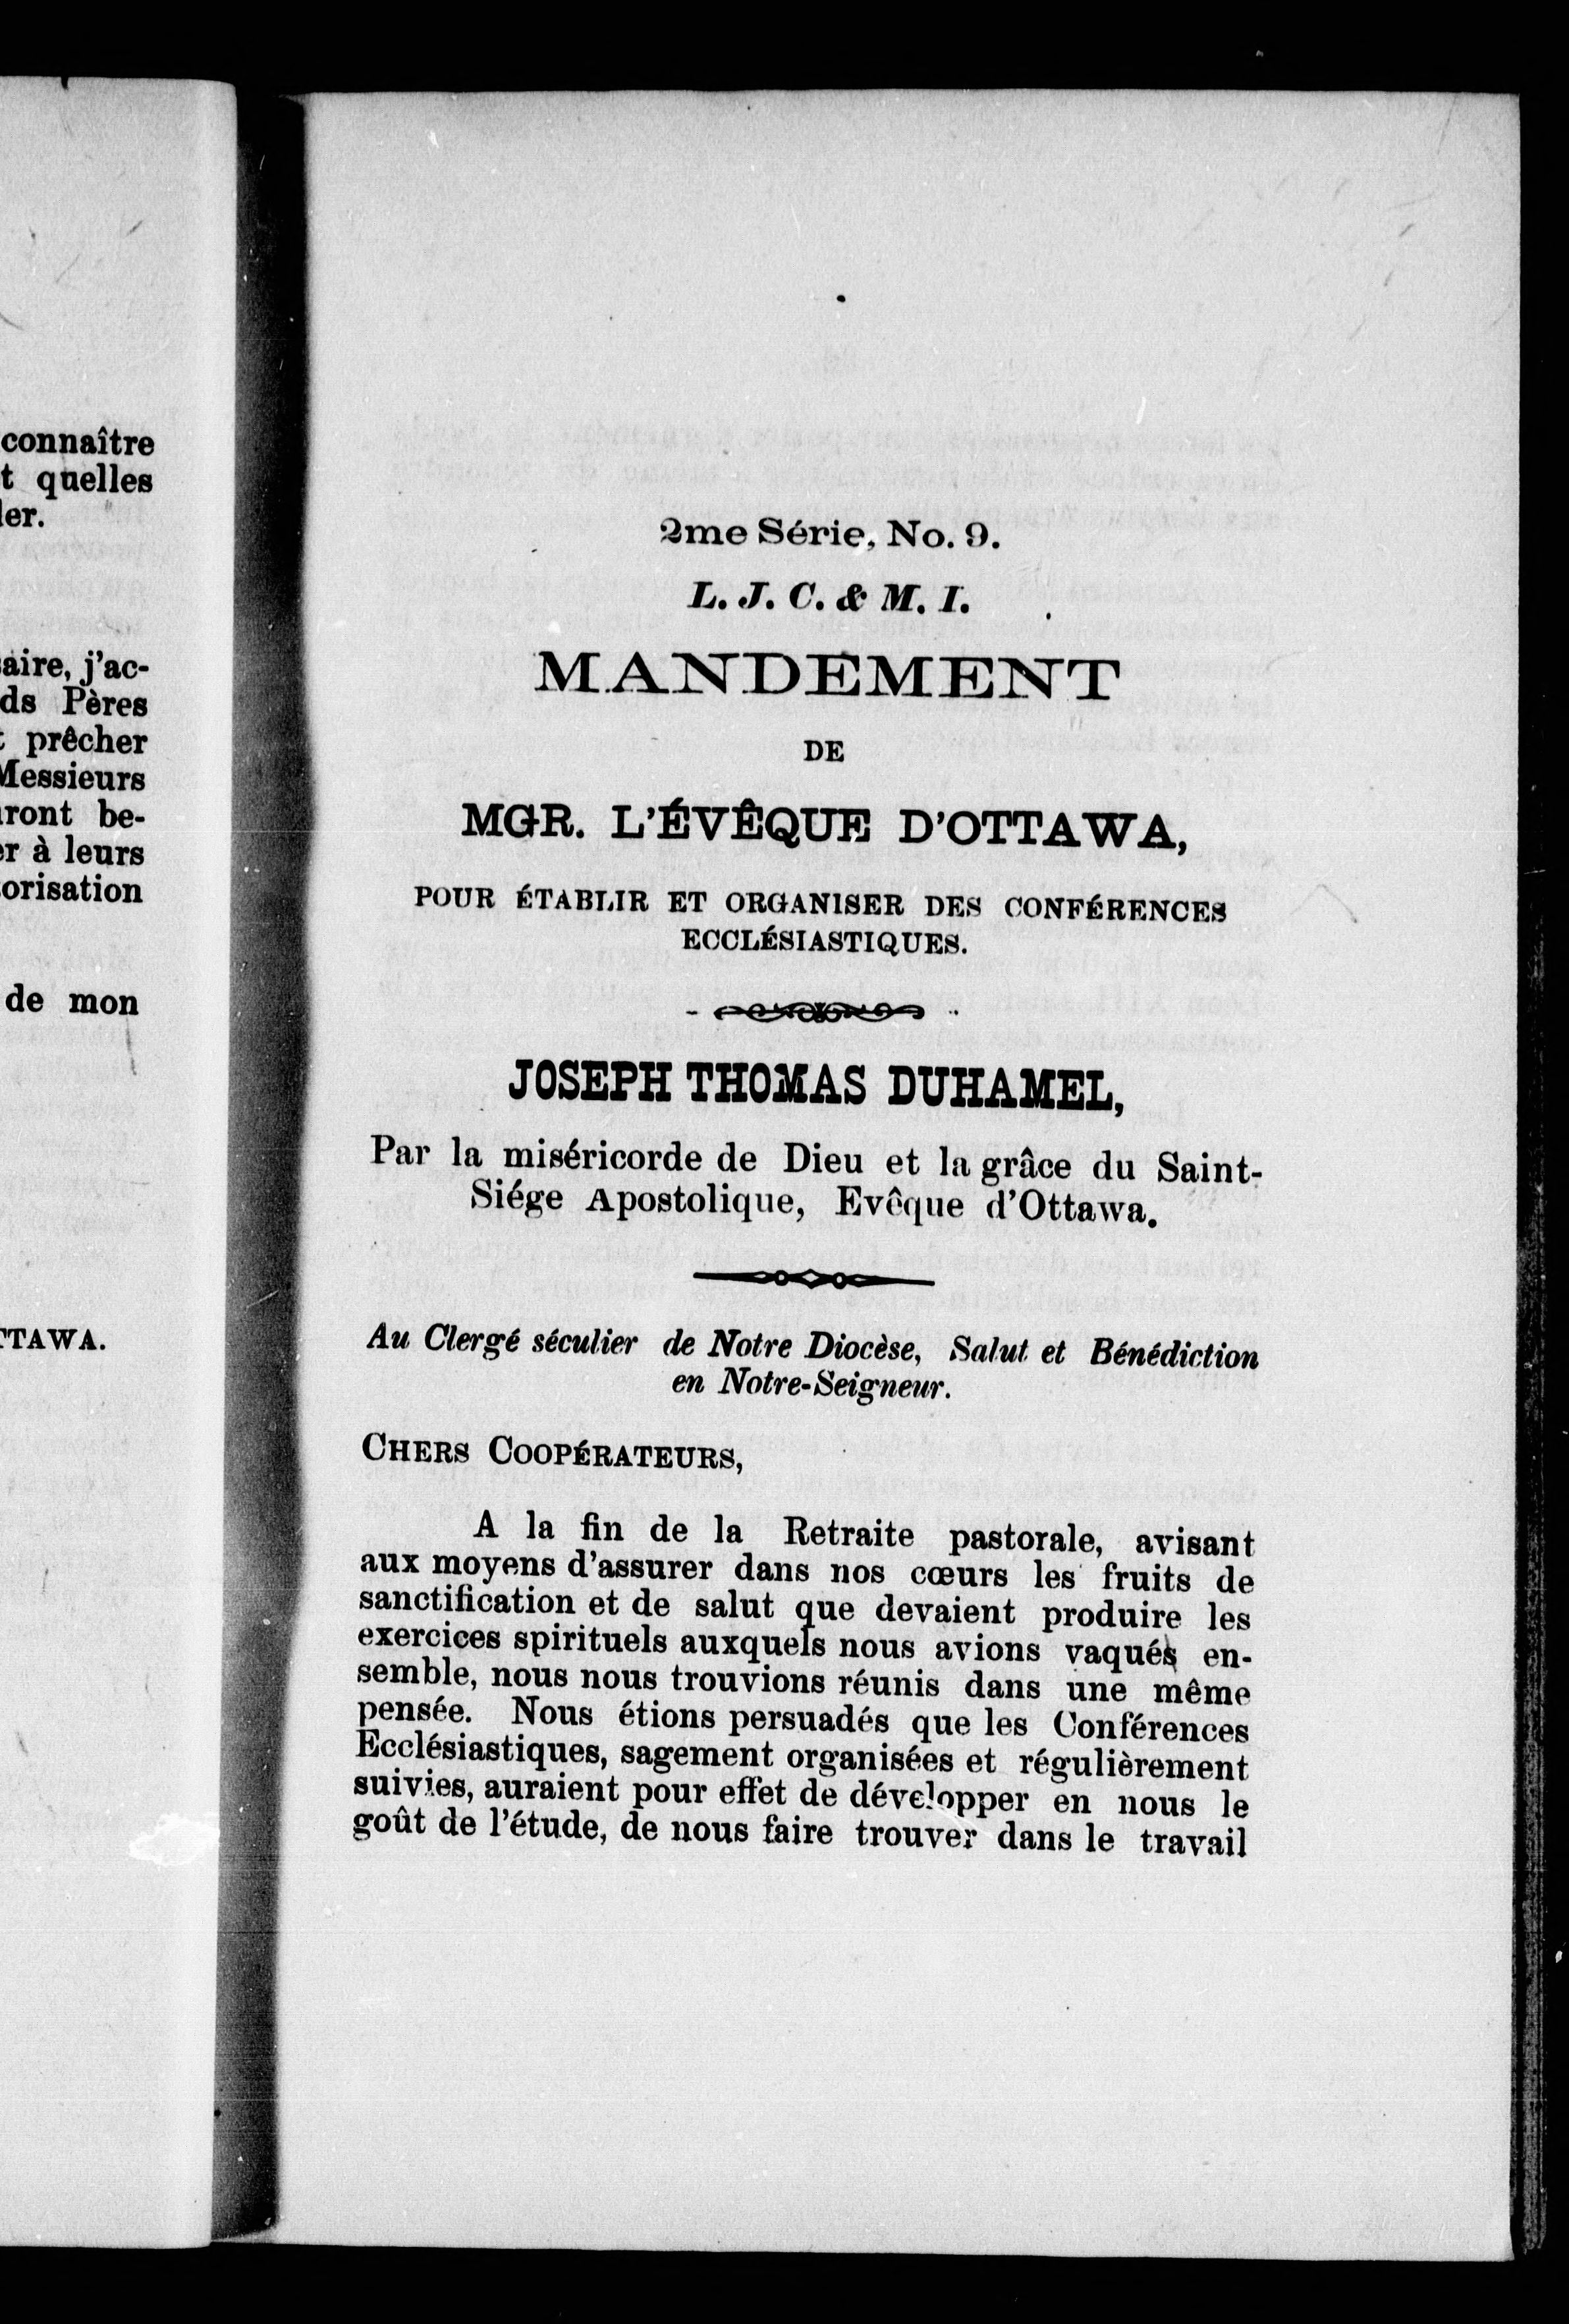 connaître
quelles
saire, j'ac-
Pères
prêcher
Messieurs
be-
à leurs
de mon
2me Série, No. 9.
L. J. C. & M. I.
MANDEMENT
DE
MGR. L'ÉVÊQUE D'OTTAWA,
POUR ÉTABLIR ET ORGANISER DES CONFÉRENCES
ECCLÉSIASTIQUES.
JOSEPH THOMAS DUHAMEL,
Par la miséricorde de Dieu et la grâce du Saint-
Siége Apostolique, Evêque d'Ottawa.
Au Clergé séculier de Notre Diocèse, Salut et Bénédiction
en Notre-Seigneur.
CHERS COOPÉRATEURS,
A la fin de la Retraite pastorale, avisant
aux moyens d'assurer dans nos cœurs les fruits de
sanctification et de salut que devaient produire les
exercices spirituels auxquels nous avions vaqués en-
semble, nous nous trouvions réunis dans une même
pensée. Nous étions persuadés que les Conférences
Ecclésiastiques, sagement organisées et régulièrement
suivies, auraient pour effet de développer en nous le
goût de l'étude, de nous faire trouver dans le travail